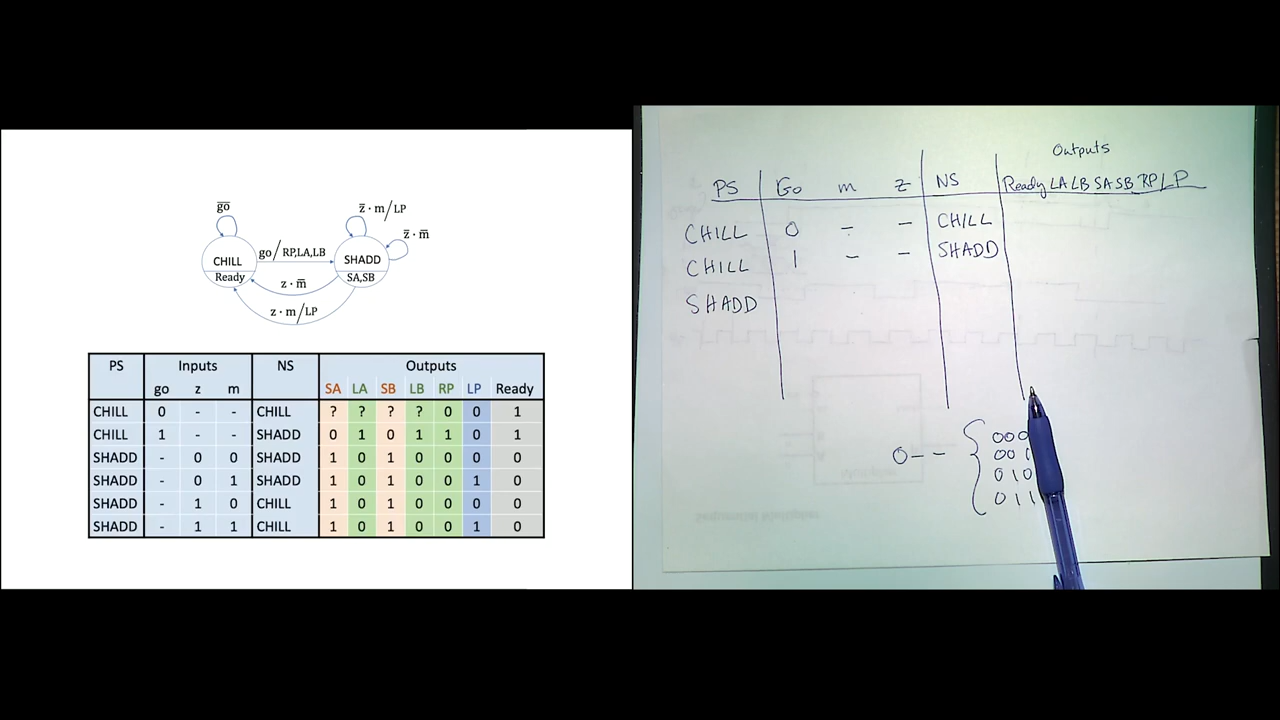 g̅o̅
z̅ · m/LP
z̅ · m̅
CHILL
go/RP,LA,LB
SHADD
Ready
SA,SB
z · m̅
z · m/LP
PS Inputs NS Outputs
go z m SA LA SB LB RP LP Ready
CHILL 0 - - CHILL ? ? ? ? 0 0 1
CHILL 1 - - SHADD 0 1 0 1 1 0 1
SHADD - 0 0 SHADD 1 0 1 0 0 0 0
SHADD - 0 1 SHADD 1 0 1 0 0 1 0
SHADD - 1 0 CHILL 1 0 1 0 0 0 0
SHADD - 1 1 CHILL 1 0 1 0 0 1 0
Outputs
PS Go m z NS Ready LA LB SA SB RP LP
CHILL 0 - - CHILL
CHILL 1 - - SHADD
SHADD
0 - - { 000
001
010
011